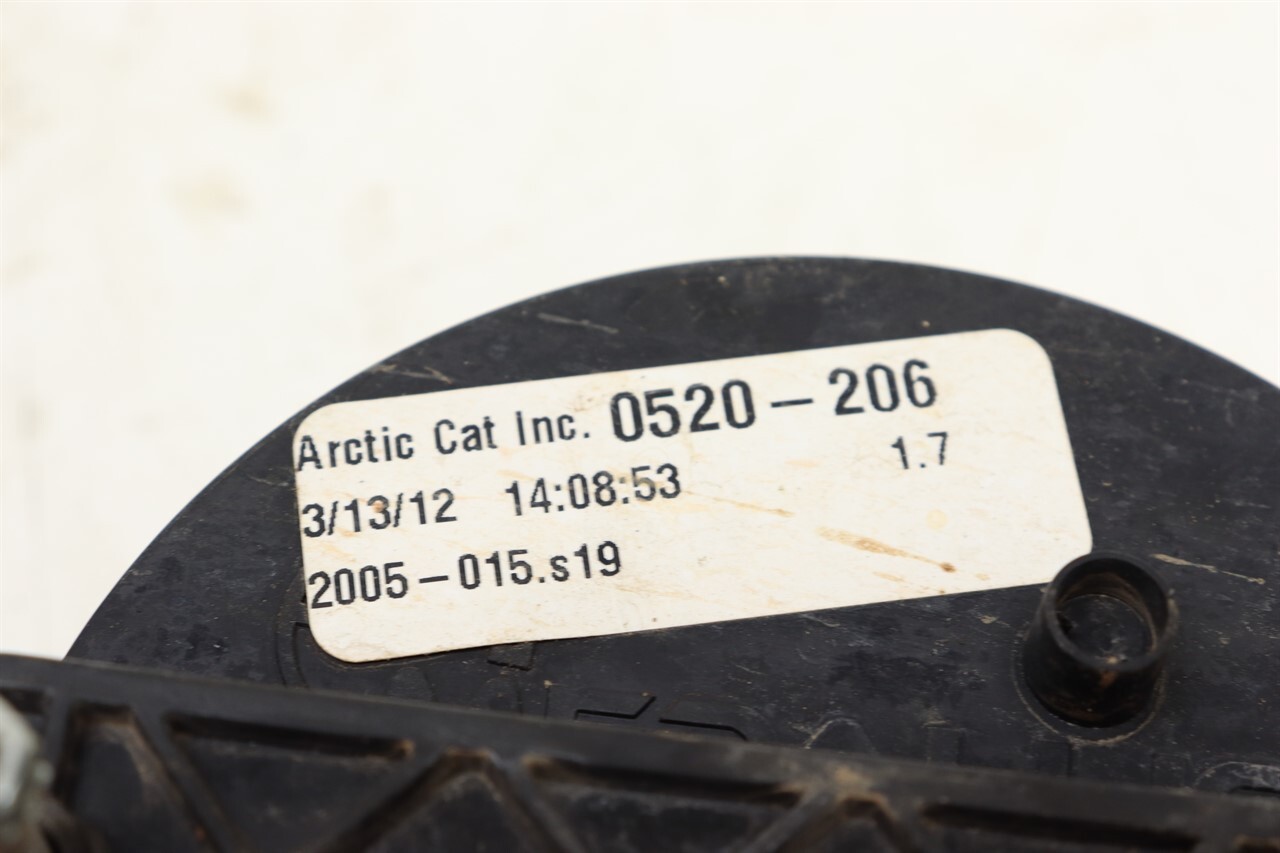 Arctic Cat Inc. 0520-206
3/13/12 14:08:53 1.7
2005-015.s19